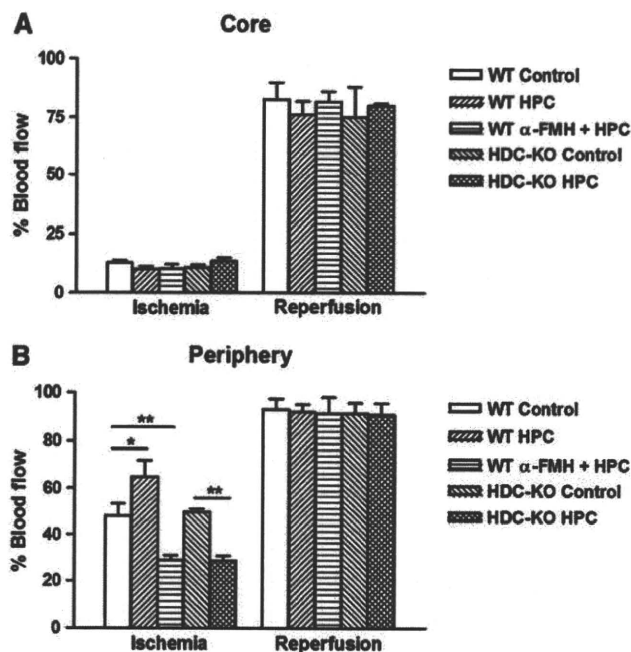 A
Core
100
75
50
25
0
% Blood flow
Ischemia
Reperfusion
WT Control
WT HPC
WT α-FMH + HPC
HDC-KO Control
HDC-KO HPC
B
Periphery
100
80
60
40
20
0
% Blood flow
**
*
**
Ischemia
Reperfusion
WT Control
WT HPC
WT α-FMH + HPC
HDC-KO Control
HDC-KO HPC